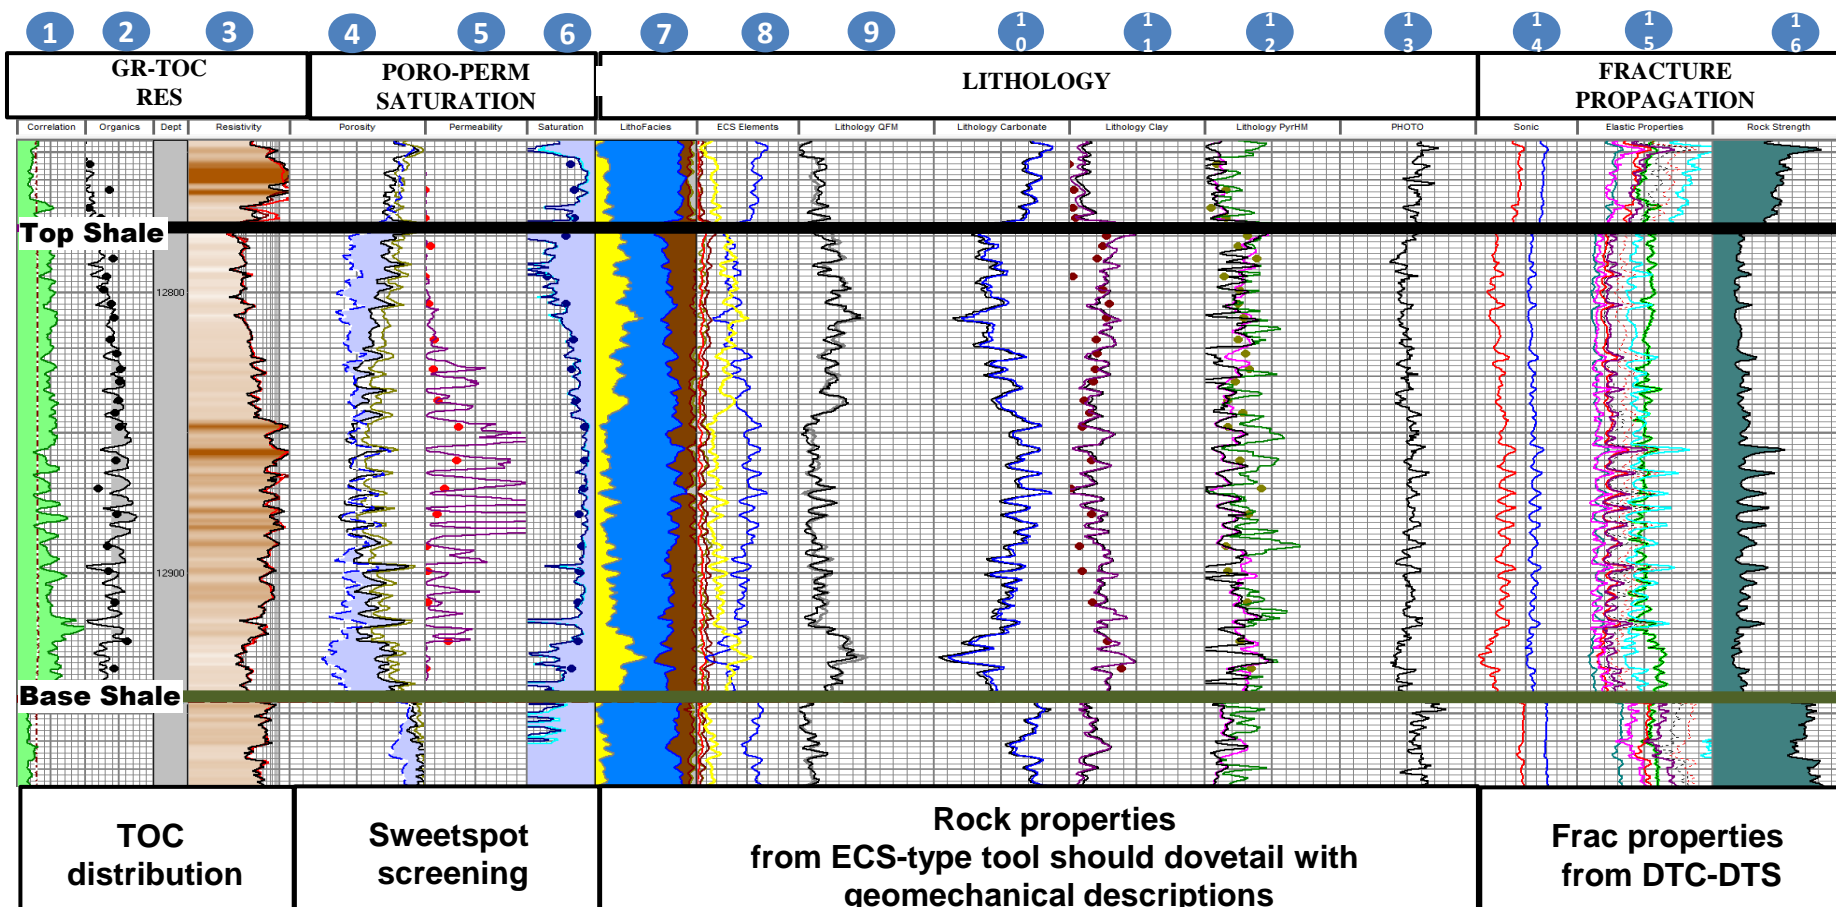 1 2 3 4 5 6 7 8 9 10 11 12 13 14 15 16
GR-TOC
RES
PORO-PERM
SATURATION
LITHOLOGY
FRACTURE
PROPAGATION
Correlation Organics Dept Resistivity Porosity Permeability Saturation LithoFacies ECS Elements Lithology QFM Lithology Carbonate Lithology Clay Lithology PyrHM PHOTO Sonic Elastic Properties Rock Strength
Top Shale
12800
12900
Base Shale
TOC
distribution
Sweetspot
screening
Rock properties
from ECS-type tool should dovetail with
geomechanical descriptions
Frac properties
from DTC-DTS